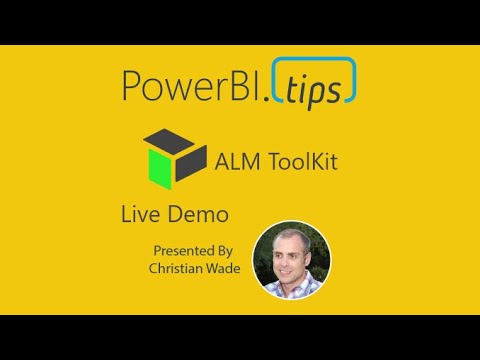 PowerBI.tips
ALM ToolKit
Live Demo
Presented By
Christian Wade